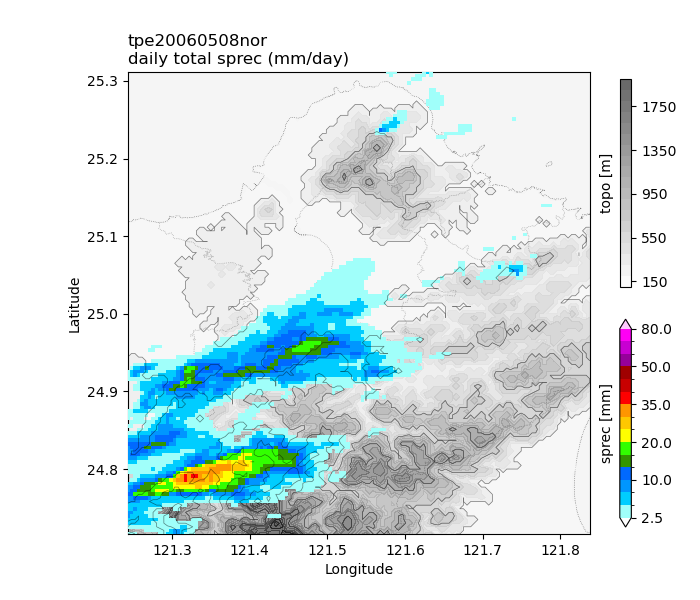 tpe20060508nor
daily total sprec (mm/day)
25.3
25.2
25.1
25.0
24.9
24.8
Latitude
121.3 121.4 121.5 121.6 121.7 121.8
Longitude
1750
1350
950
550
150
topo [m]
80.0
50.0
35.0
20.0
10.0
2.5
sprec [mm]